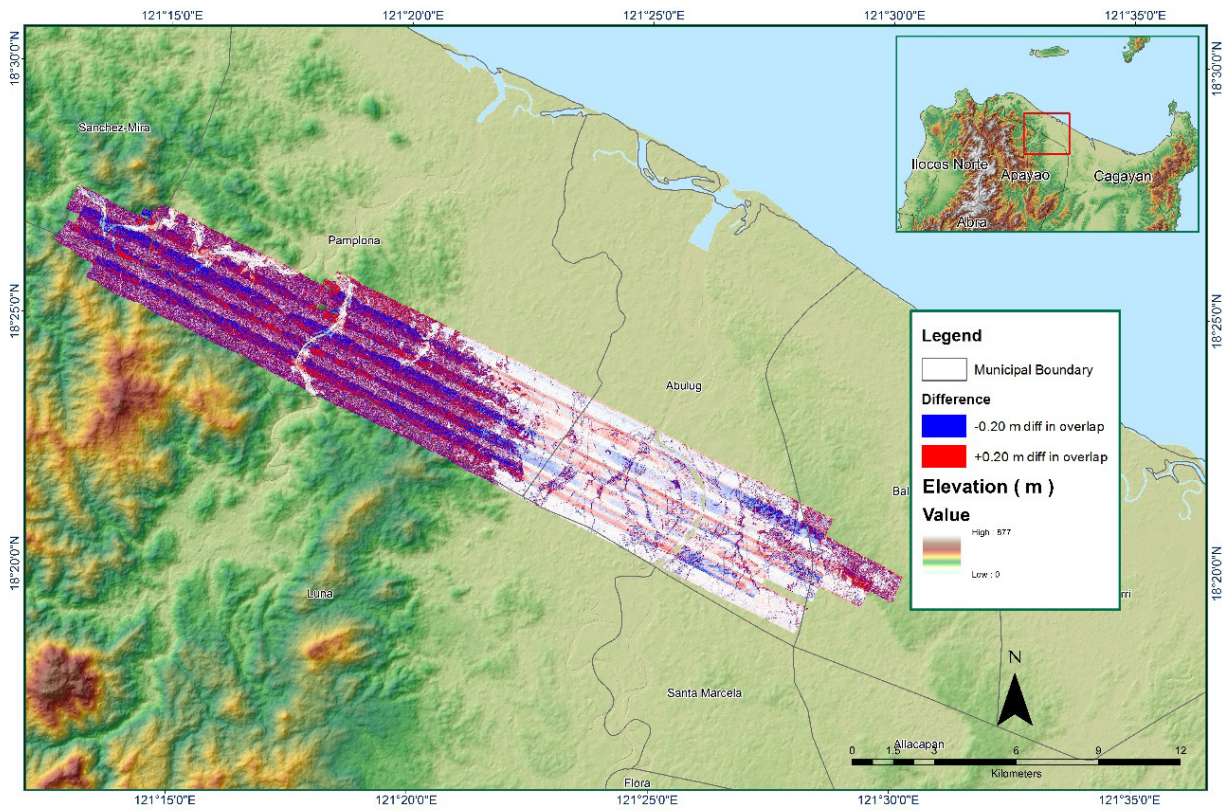 121°15'0"E
121°20'0"E
121°25'0"E
121°30'0"E
121°35'0"E
18°30'0"N
18°30'0"N
Sanchez-Mira
Ilocos Norte
Apayao
Cagayan
Abra
Pamplona
18°25'0"N
18°25'0"N
Legend
Municipal Boundary
Difference
-0.20 m diff in overlap
+0.20 m diff in overlap
Elevation ( m )
Value
High : 877
Low : 0
Abulug
Bal
18°20'0"N
18°20'0"N
Luna
rri
N
Santa Marcela
Allacapan
0 1.5 3 6 9 12
Kilometers
Flora
121°15'0"E
121°20'0"E
121°25'0"E
121°30'0"E
121°35'0"E